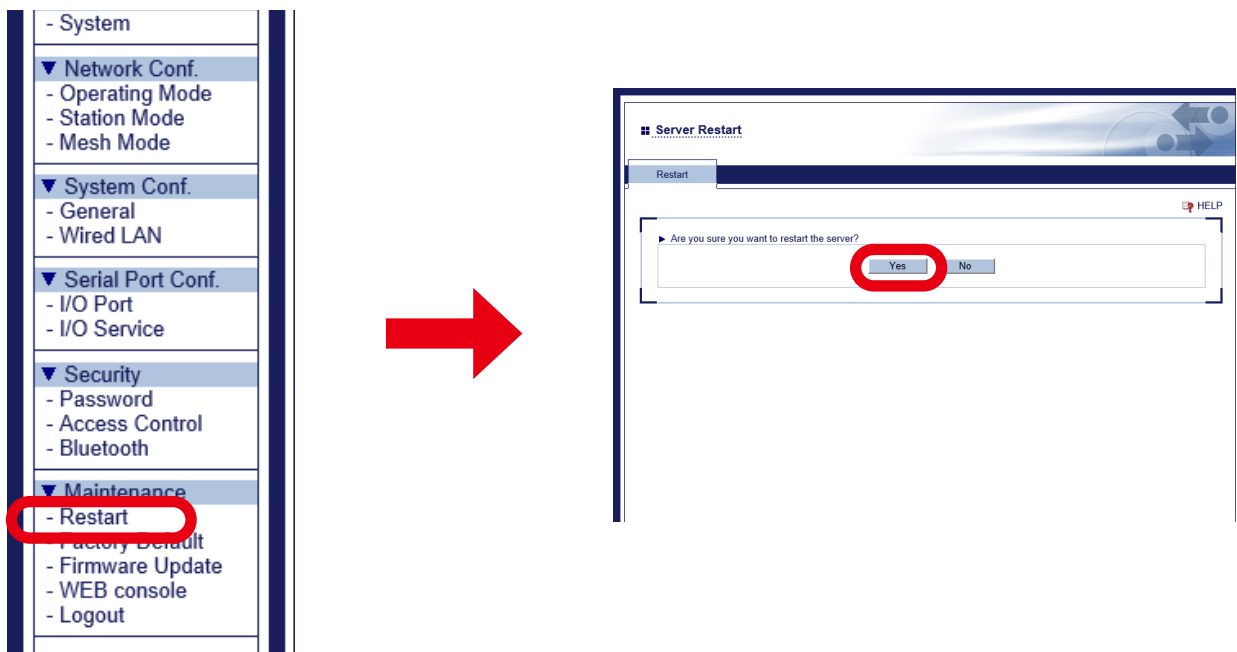 - System
▼ Network Conf.
- Operating Mode
- Station Mode
- Mesh Mode
▼ System Conf.
- General
- Wired LAN
▼ Serial Port Conf.
- I/O Port
- I/O Service
▼ Security
- Password
- Access Control
- Bluetooth
▼ Maintenance
- Restart
- Factory Default
- Firmware Update
- WEB console
- Logout
Server Restart
Restart
HELP
Are you sure you want to restart the server?
Yes No